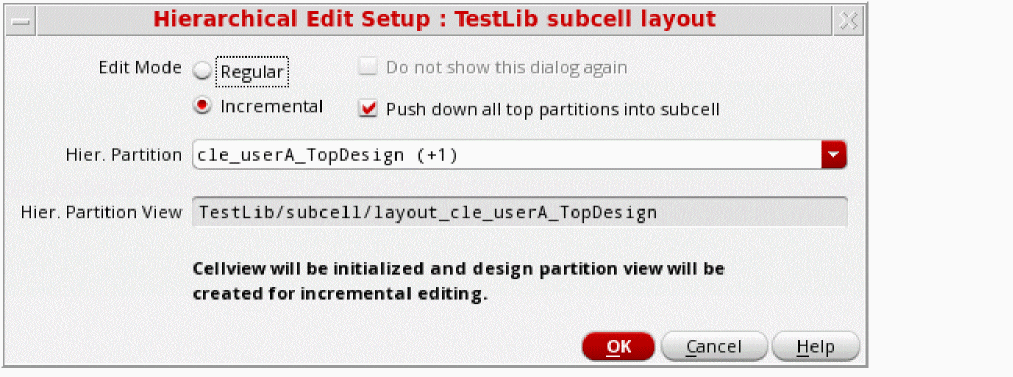 Hierarchical Edit Setup : TestLib subcell layout
Edit Mode Regular Do not show this dialog again
Incremental Push down all top partitions into subcell
Hier. Partition cle_userA_TopDesign (+1)
Hier. Partition View TestLib/subcell/layout_cle_userA_TopDesign
Cellview will be initialized and design partition view will be
created for incremental editing.
OK Cancel Help